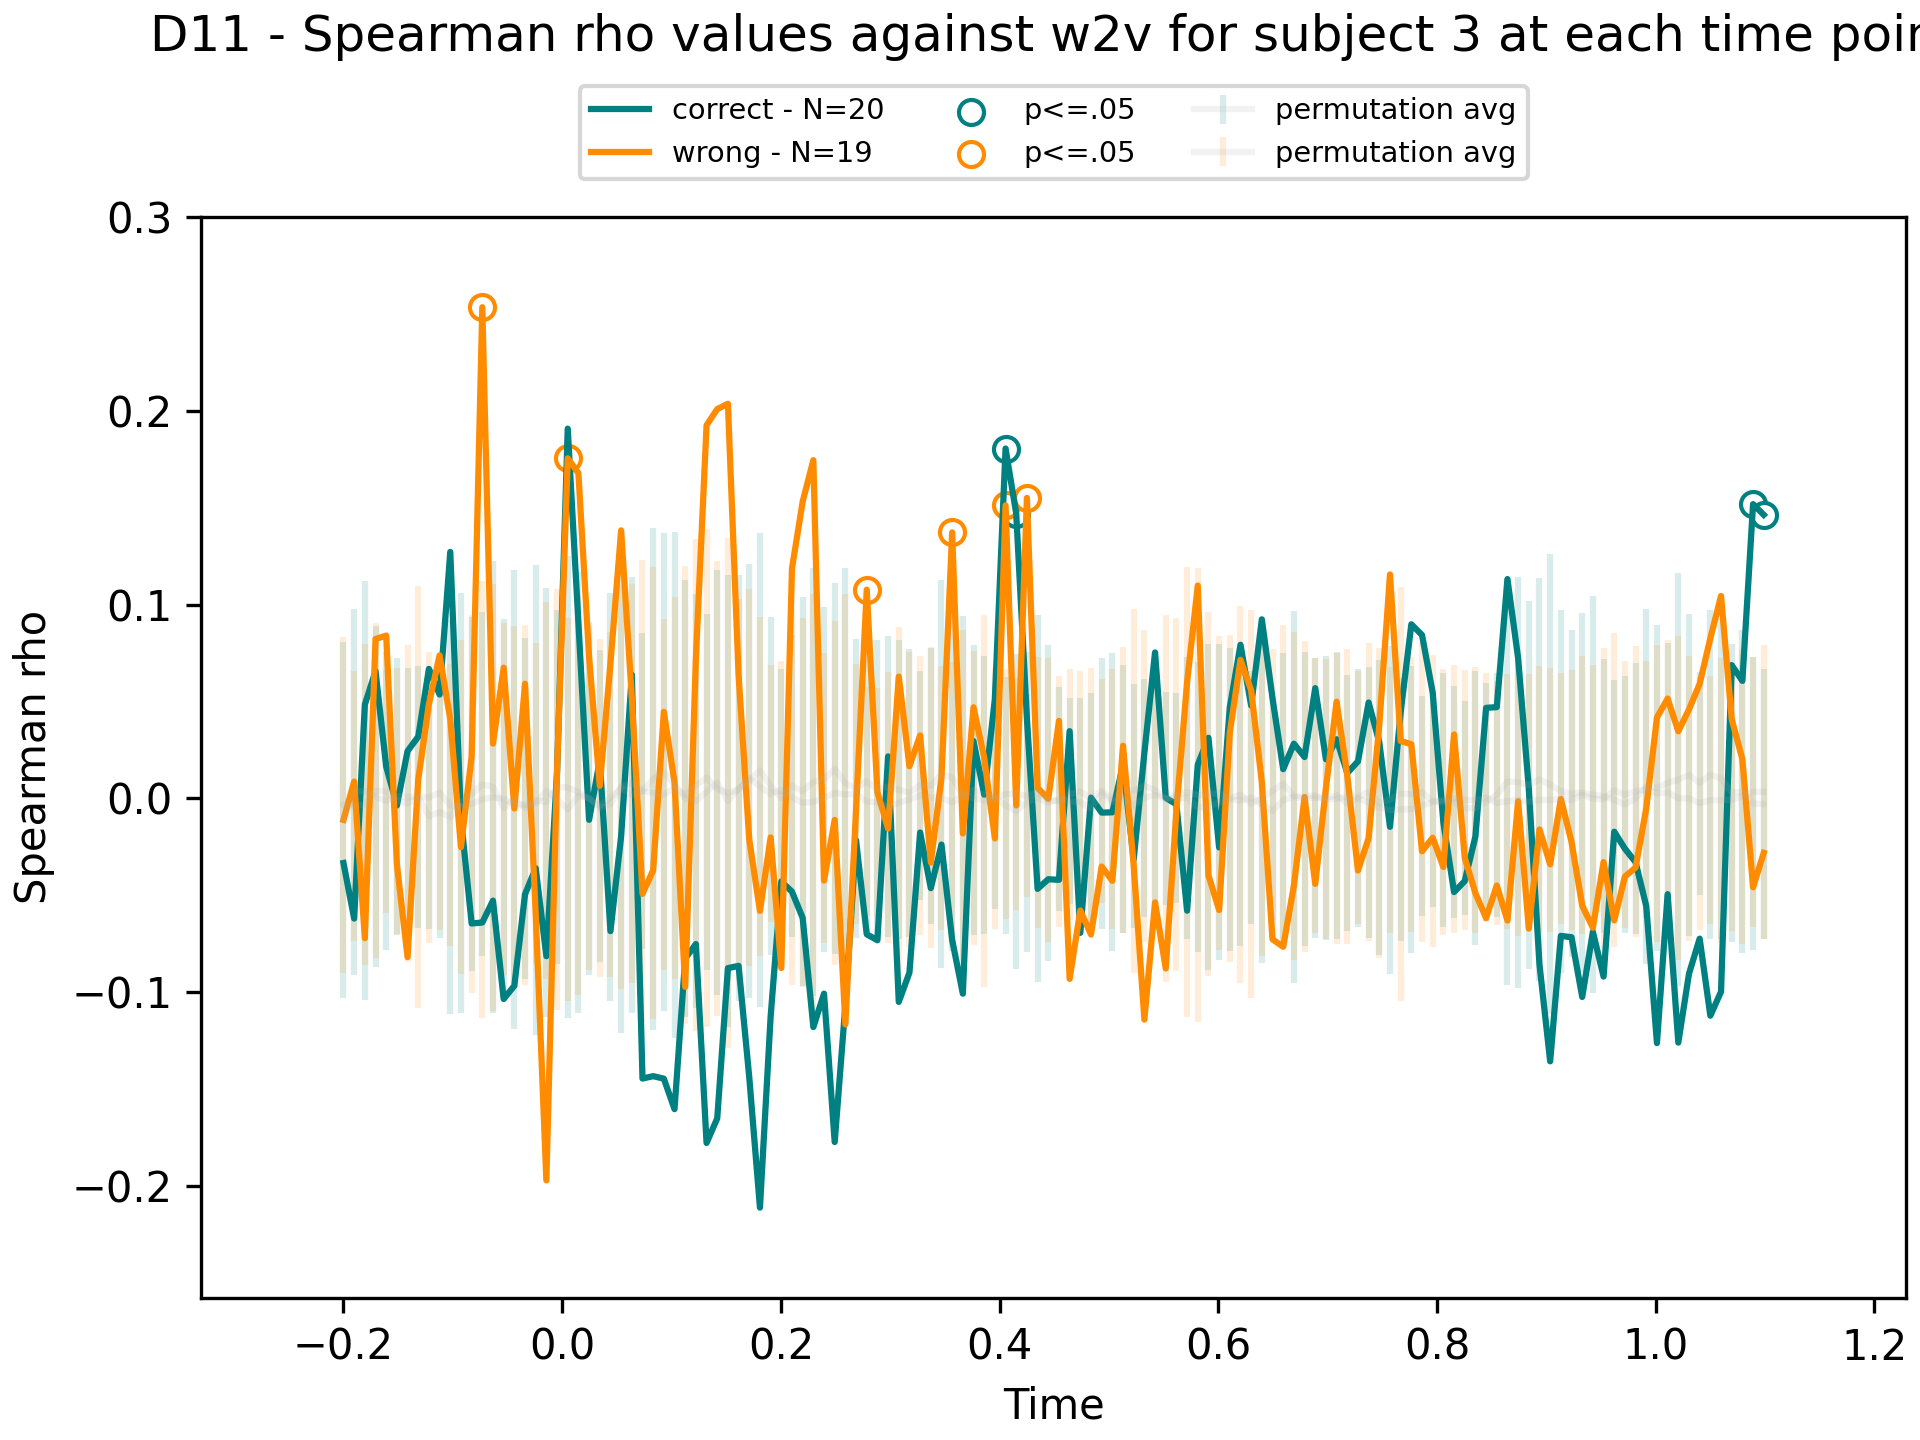 D11 - Spearman rho values against w2v for subject 3 at each time
correct - N=20 p<=.05 permutation avg
wrong - N=19 p<=.05 permutation avg
0.3
0.2
0.1
0.0
−0.1
−0.2
Spearman rho
−0.2 0.0 0.2 0.4 0.6 0.8 1.0 1.2
Time